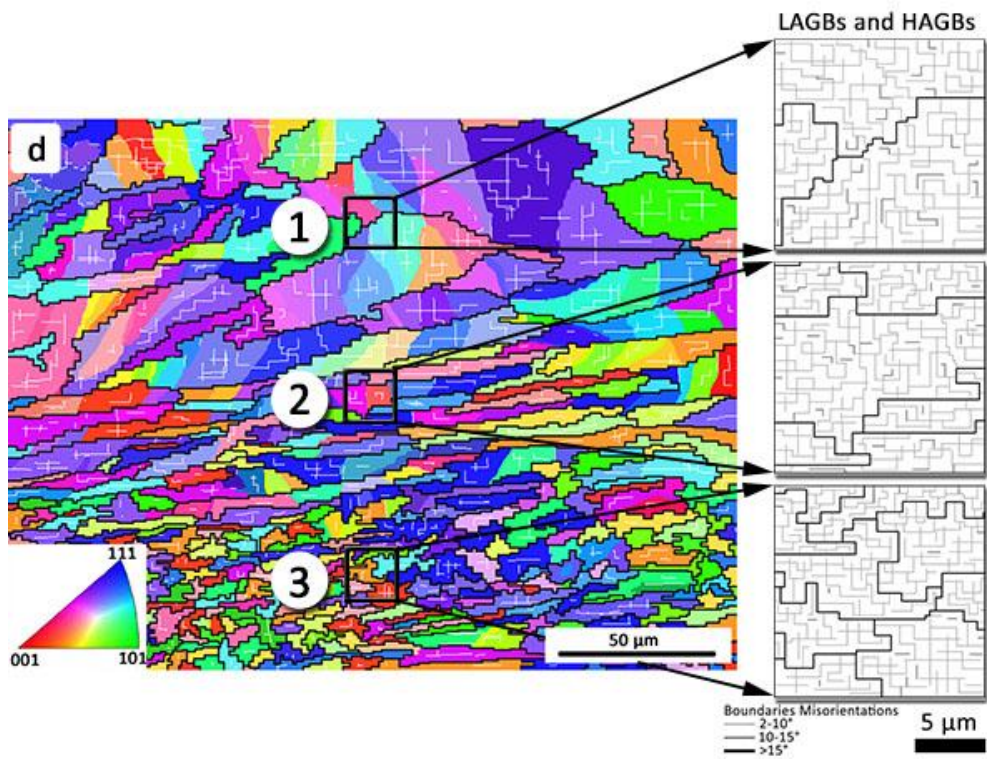 LAGBs and HAGBs
d
1
2
3
111
001
101
50 µm
Boundaries Misorientations
2-10°
10-15°
>15°
5 µm